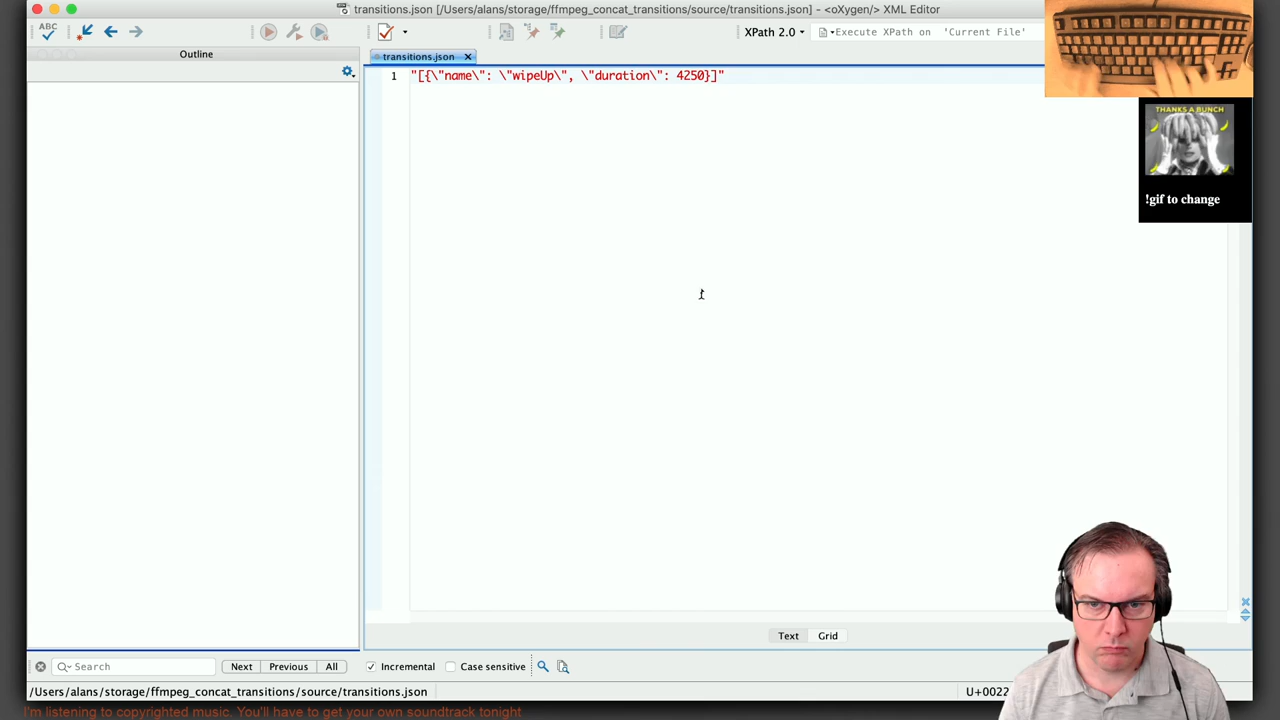 transitions.json [/Users/alans/storage/ffmpeg_concat_transitions/source/transitions.json] - <oXygen/> XML Editor
ABC
XPath 2.0
Execute XPath on 'Current File'
Outline
transitions.json
1
"[{\"name\": \"wipeUp\", \"duration\": 4250}]"
THANKS A BUNCH
!gif to change
Text
Grid
Search
Next
Previous
All
Incremental
Case sensitive
/Users/alans/storage/ffmpeg_concat_transitions/source/transitions.json
U+0022
I'm listening to copyrighted music. You'll have to get your own soundtrack tonight